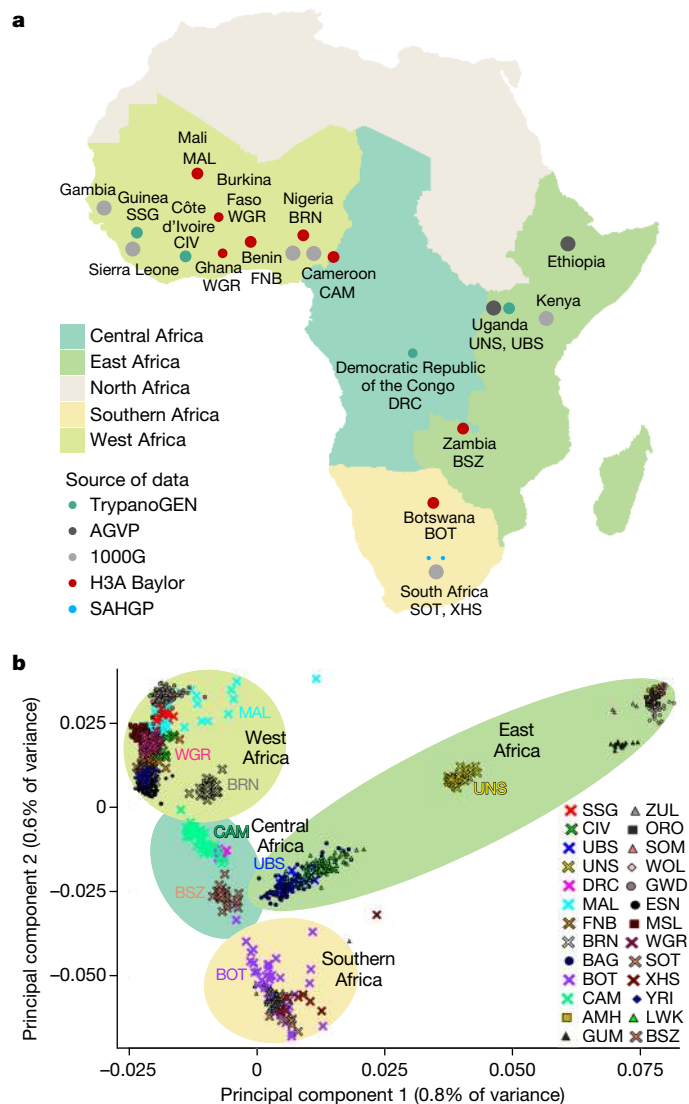 a
Mali
MAL
Burkina
Faso
WGR
Gambia
Guinea
SSG
Côte
d'Ivoire
CIV
Nigeria
BRN
Sierra Leone
Ghana
WGR
Benin
FNB
Cameroon
CAM
Ethiopia
Kenya
Uganda
UNS, UBS
Democratic Republic
of the Congo
DRC
Zambia
BSZ
Botswana
BOT
South Africa
SOT, XHS
Central Africa
East Africa
North Africa
Southern Africa
West Africa
Source of data
TrypanoGEN
AGVP
1000G
H3A Baylor
SAHGP
b
Principal component 2 (0.6% of variance)
0.025
0
−0.025
−0.050
MAL
West
Africa
WGR
BRN
East
Africa
UNS
CAM
Central
Africa
UBS
BSZ
BOT
Southern
Africa
SSG
CIV
UBS
UNS
DRC
MAL
FNB
BRN
BAG
BOT
CAM
AMH
GUM
ZUL
ORO
SOM
WOL
GWD
ESN
MSL
WGR
SOT
XHS
YRI
LWK
BSZ
−0.025
0
0.025
0.050
0.075
Principal component 1 (0.8% of variance)